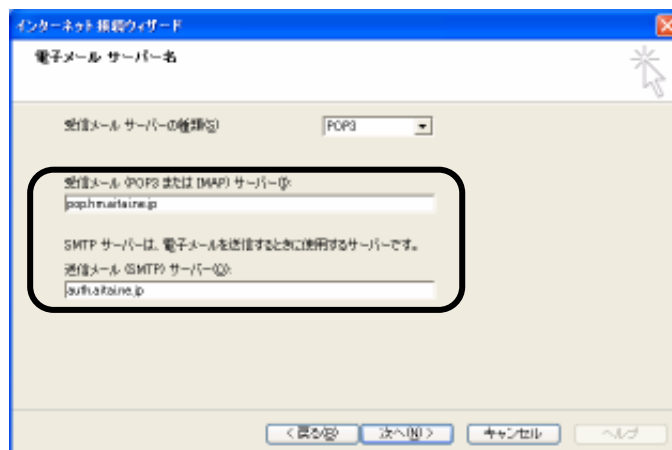 インターネット接続ウィザード
電子メール サーバー名
受信メール サーバーの種類(S)
POP3
受信メール (POP3 または IMAP) サーバー(I):
pop.hm.aitai.ne.jp
SMTP サーバーは、電子メールを送信するときに使用するサーバーです。
送信メール (SMTP) サーバー(O):
auth.aitai.ne.jp
< 戻る(B)
次へ(N) >
キャンセル
ヘルプ